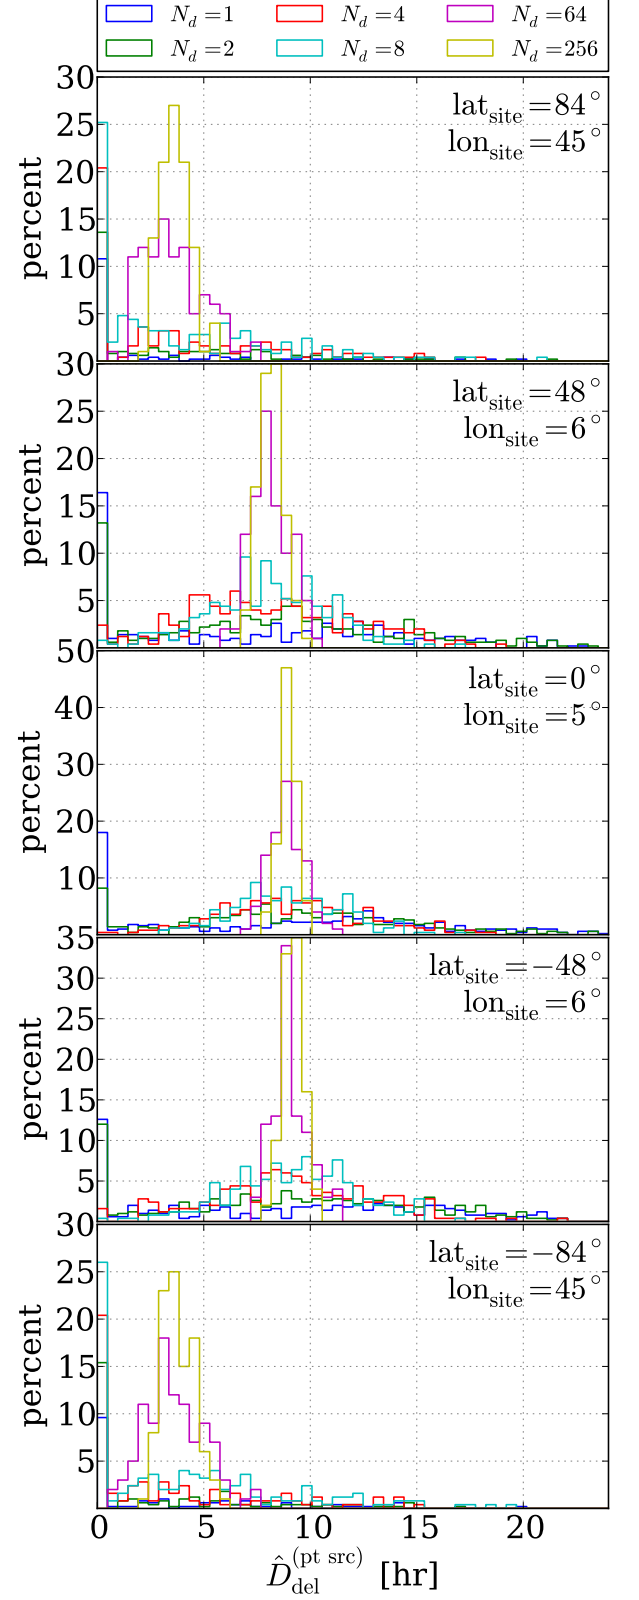 N_d = 1 N_d = 4 N_d = 64
N_d = 2 N_d = 8 N_d = 256
30
lat_site = 84°
25
lon_site = 45°
20
percent
15
10
5
30
lat_site = 48°
25
lon_site = 6°
20
percent
15
10
5
50
lat_site = 0°
40
lon_site = 5°
30
percent
20
10
35
lat_site = −48°
30
lon_site = 6°
25
20
percent
15
10
5
30
lat_site = −84°
25
lon_site = 45°
20
percent
15
10
5
0 5 10 15 20
D̂_del^(pt src) [hr]